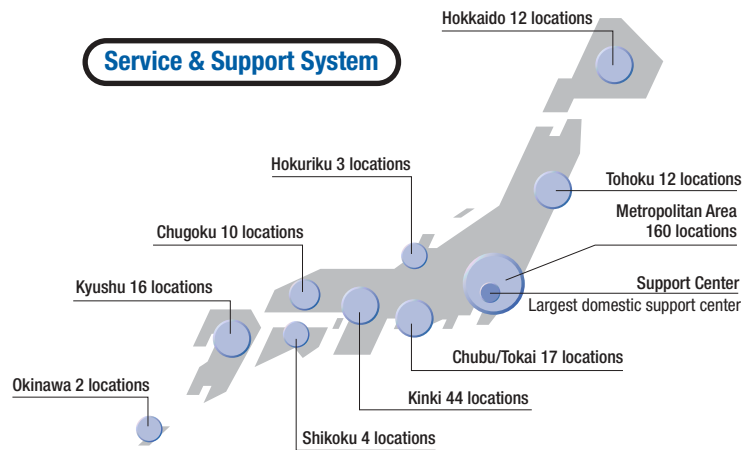 Hokkaido 12 locations
Service & Support System
Hokuriku 3 locations
Tohoku 12 locations
Metropolitan Area
160 locations
Chugoku 10 locations
Kyushu 16 locations
Support Center
Largest domestic support center
Chubu/Tokai 17 locations
Okinawa 2 locations
Kinki 44 locations
Shikoku 4 locations